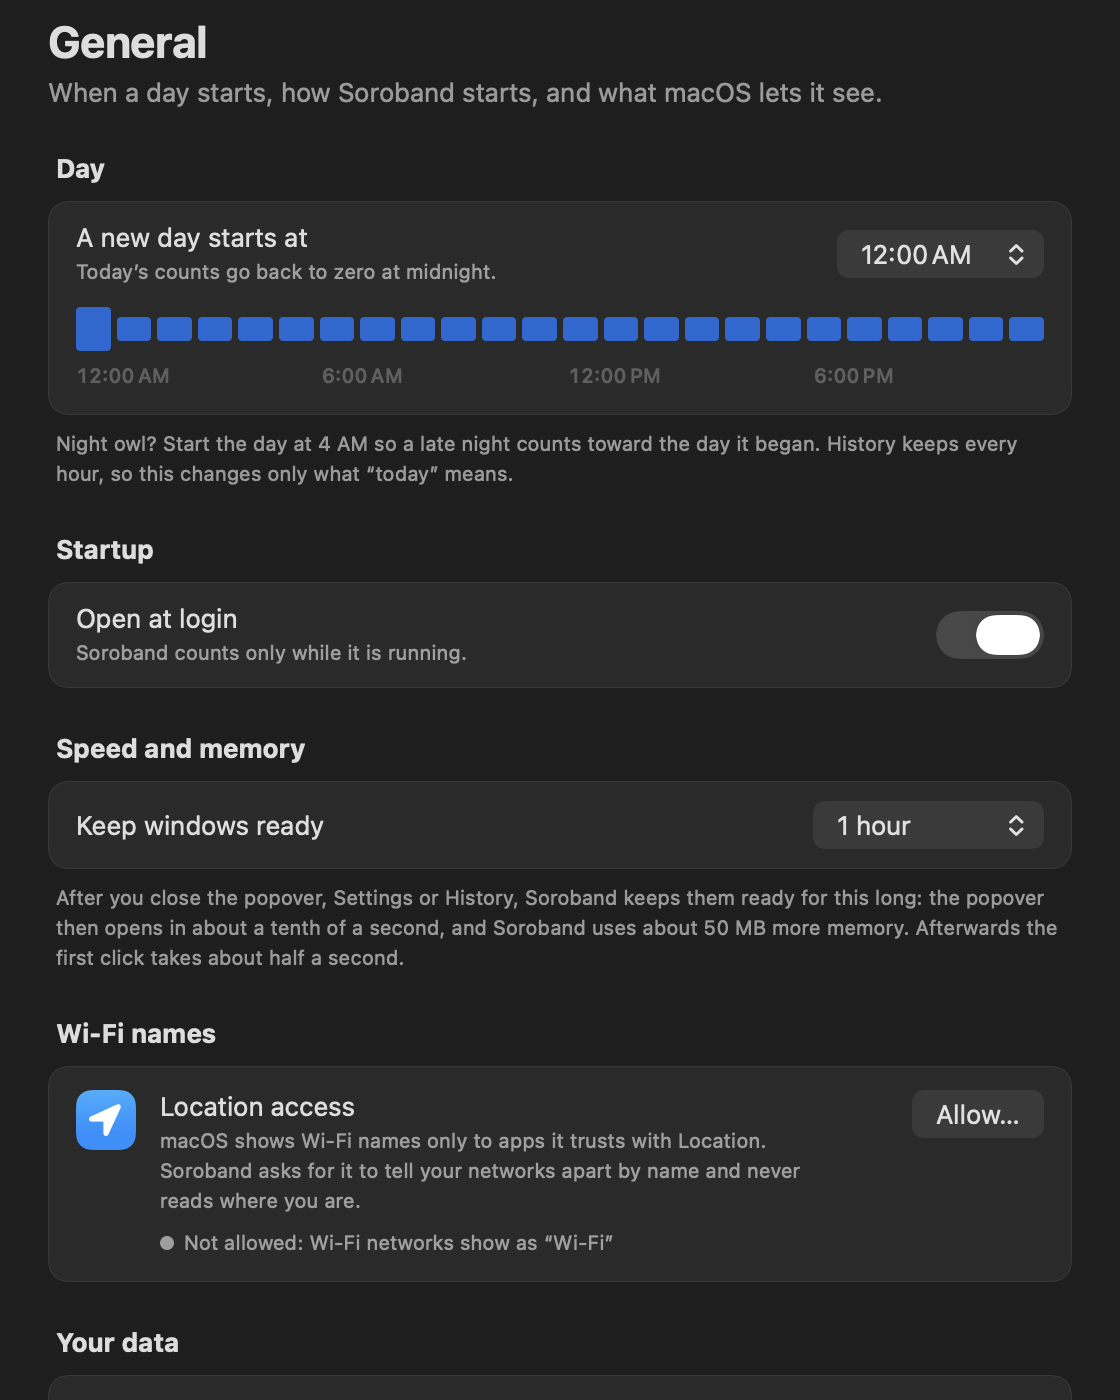 General
When a day starts, how Soroband starts, and what macOS lets it see.
Day
A new day starts at
12:00 AM
Today’s counts go back to zero at midnight.
12:00 AM
6:00 AM
12:00 PM
6:00 PM
Night owl? Start the day at 4 AM so a late night counts toward the day it began. History keeps every
hour, so this changes only what “today” means.
Startup
Open at login
Soroband counts only while it is running.
Speed and memory
Keep windows ready
1 hour
After you close the popover, Settings or History, Soroband keeps them ready for this long: the popover
then opens in about a tenth of a second, and Soroband uses about 50 MB more memory. Afterwards the
first click takes about half a second.
Wi-Fi names
Location access
Allow...
macOS shows Wi-Fi names only to apps it trusts with Location.
Soroband asks for it to tell your networks apart by name and never
reads where you are.
Not allowed: Wi-Fi networks show as “Wi-Fi”
Your data